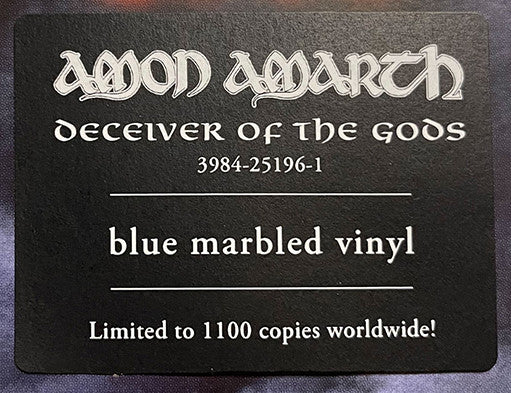 AMON AMARTH
DECEIVER OF THE GODS
3984-25196-1
blue marbled vinyl
Limited to 1100 copies worldwide!